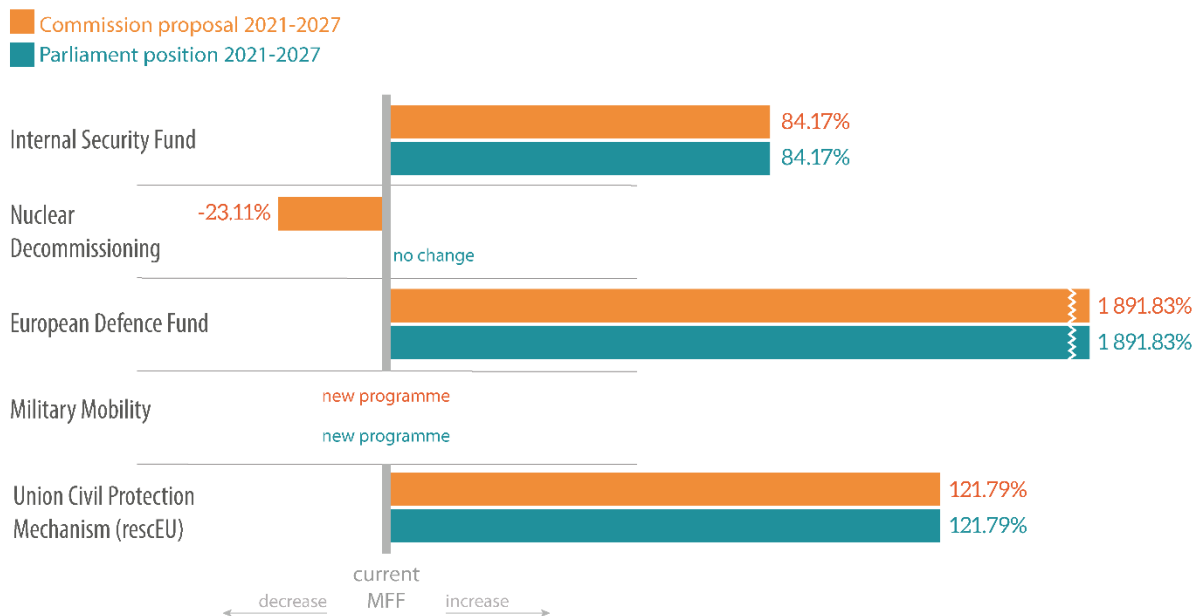 Commission proposal 2021-2027
Parliament position 2021-2027
Internal Security Fund
84.17%
84.17%
Nuclear
Decommissioning
-23.11%
no change
European Defence Fund
1 891.83%
1 891.83%
Military Mobility
new programme
new programme
Union Civil Protection
Mechanism (rescEU)
121.79%
121.79%
current
MFF
decrease
increase